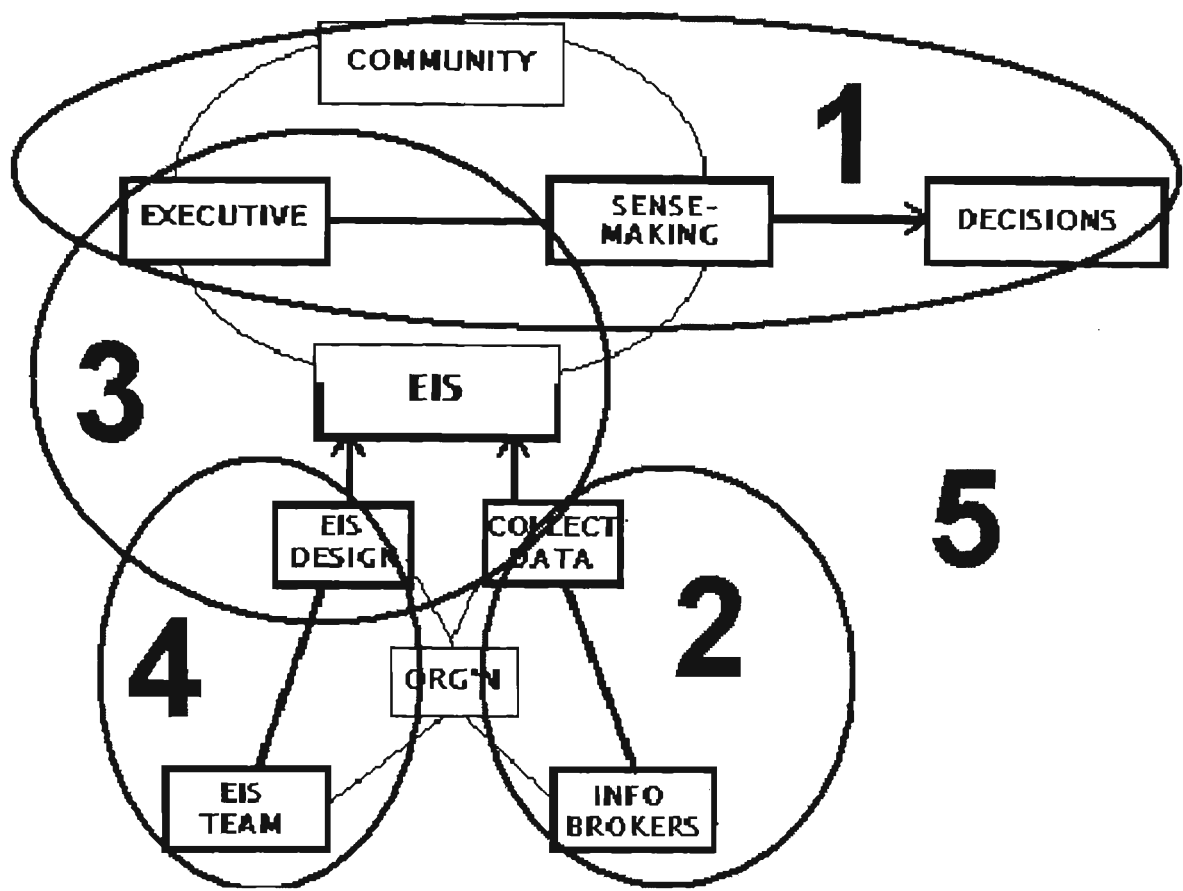 COMMUNITY
1
EXECUTIVE
SENSE-
MAKING
DECISIONS
3
EIS
5
EIS
DESIGN
COLLECT
DATA
2
4
ORG'N
EIS
TEAM
INFO
BROKERS